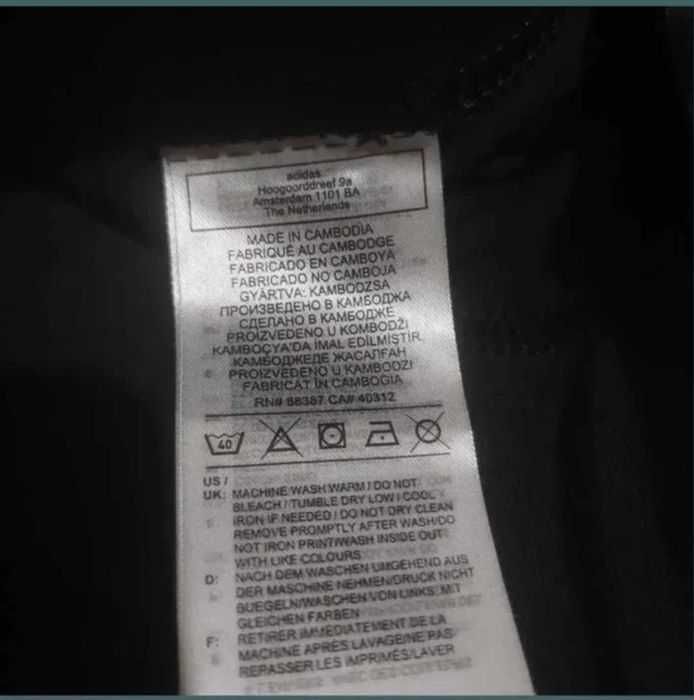 adidas
Hoogoorddreef 9a
Amsterdam 1101 BA
The Netherlands
MADE IN CAMBODIA
FABRIQUÉ AU CAMBODGE
FABRICADO EN CAMBOYA
FABRICADO NO CAMBOJA
GYÁRTVA: KAMBODZSA
ПРОИЗВЕДЕНО В КАМБОДЖА
СДЕЛАНО В КАМБОДЖЕ
PROIZVEDENO U KOMBODŽI
KAMBOÇYA'DA İMAL EDİLMİŞTİR
КАМБОДЖЕДЕ ЖАСАЛҒАН
PROIZVEDENO U KAMBODZI
FABRICAT ÎN CAMBOGIA
RN# 88387 CA# 40312
40
US /
UK: MACHINE WASH WARM / DO NOT
BLEACH / TUMBLE DRY LOW / COOL
IRON IF NEEDED / DO NOT DRY CLEAN
REMOVE PROMPTLY AFTER WASH/DO
NOT IRON PRINT/WASH INSIDE OUT
WITH LIKE COLOURS
D: NACH DEM WASCHEN UMGEHEND AUS
DER MASCHINE NEHMEN/DRUCK NICHT
BUEGELN/WASCHEN VON LINKS, MIT
GLEICHEN FARBEN
F: RETIRER IMMEDIATEMENT DE LA
MACHINE APRÈS LAVAGE/NE PAS
REPASSER LES IMPRIMÉS/LAVER